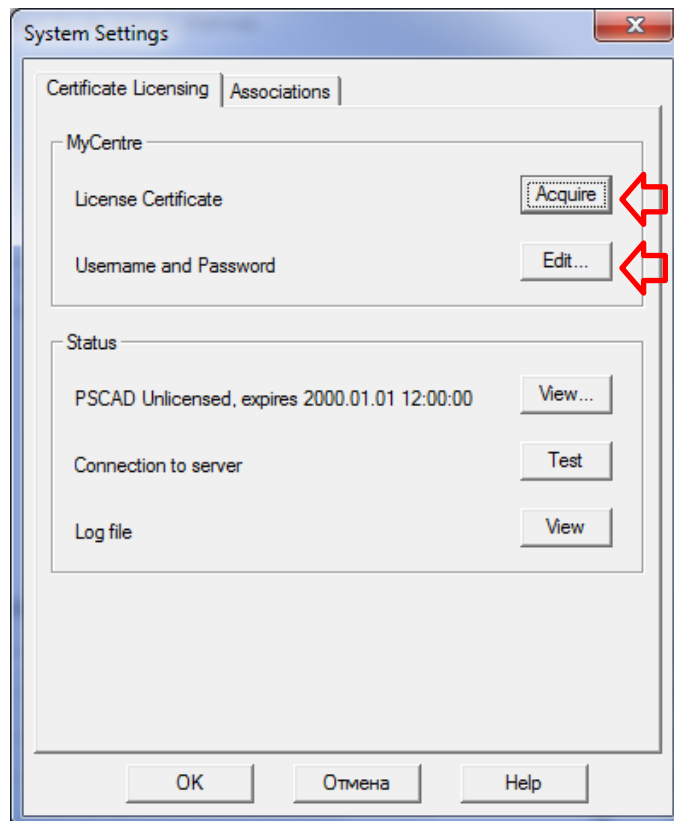 System Settings
Certificate Licensing Associations
MyCentre
License Certificate Acquire
Username and Password Edit...
Status
PSCAD Unlicensed, expires 2000.01.01 12:00:00 View...
Connection to server Test
Log file View
OK Отмена Help